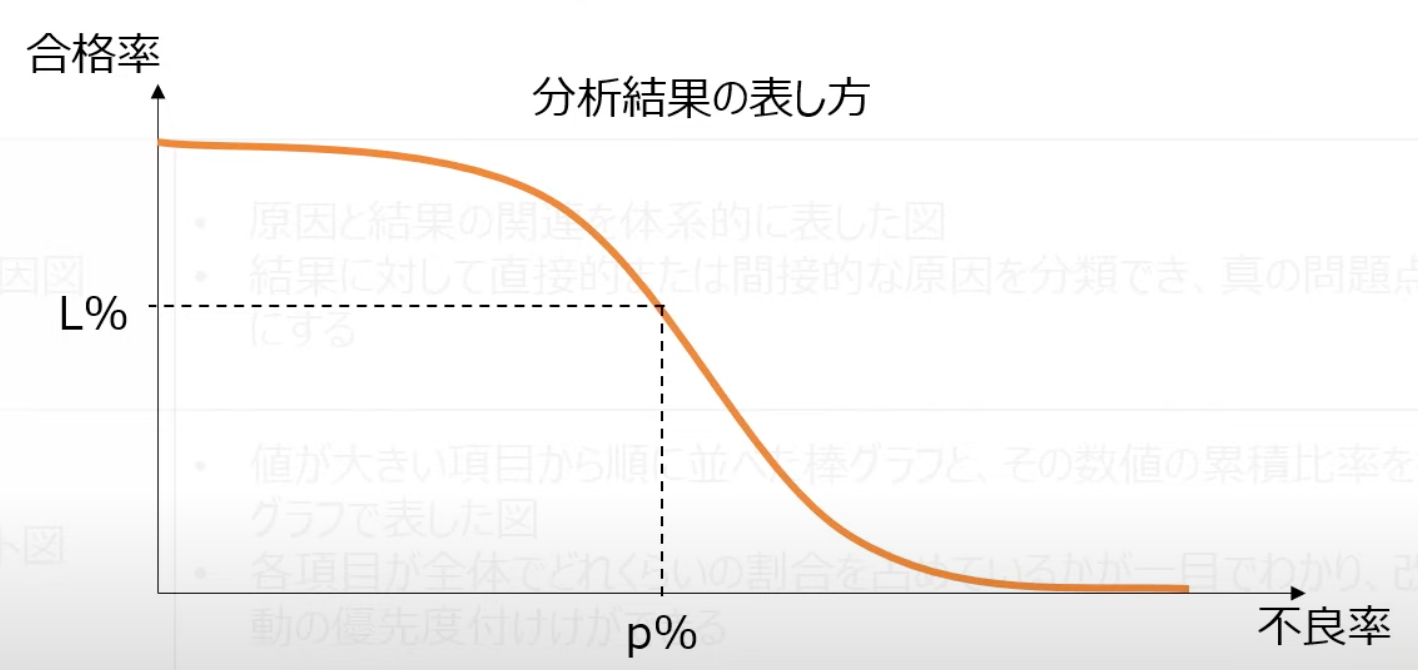 合格率
分析結果の表し方
• 原因と結果の関連を体系的に表した図
因図
• 結果に対して直接的または間接的な原因を分類でき、真の問題点
にする
L%
• 値が大きい項目から順に並べた棒グラフと、その数値の累積比率を
グラフで表した図
ト図
• 各項目が全体でどれくらいの割合を占めているかが一目でわかり、改
動の優先度付けができる
p%
不良率